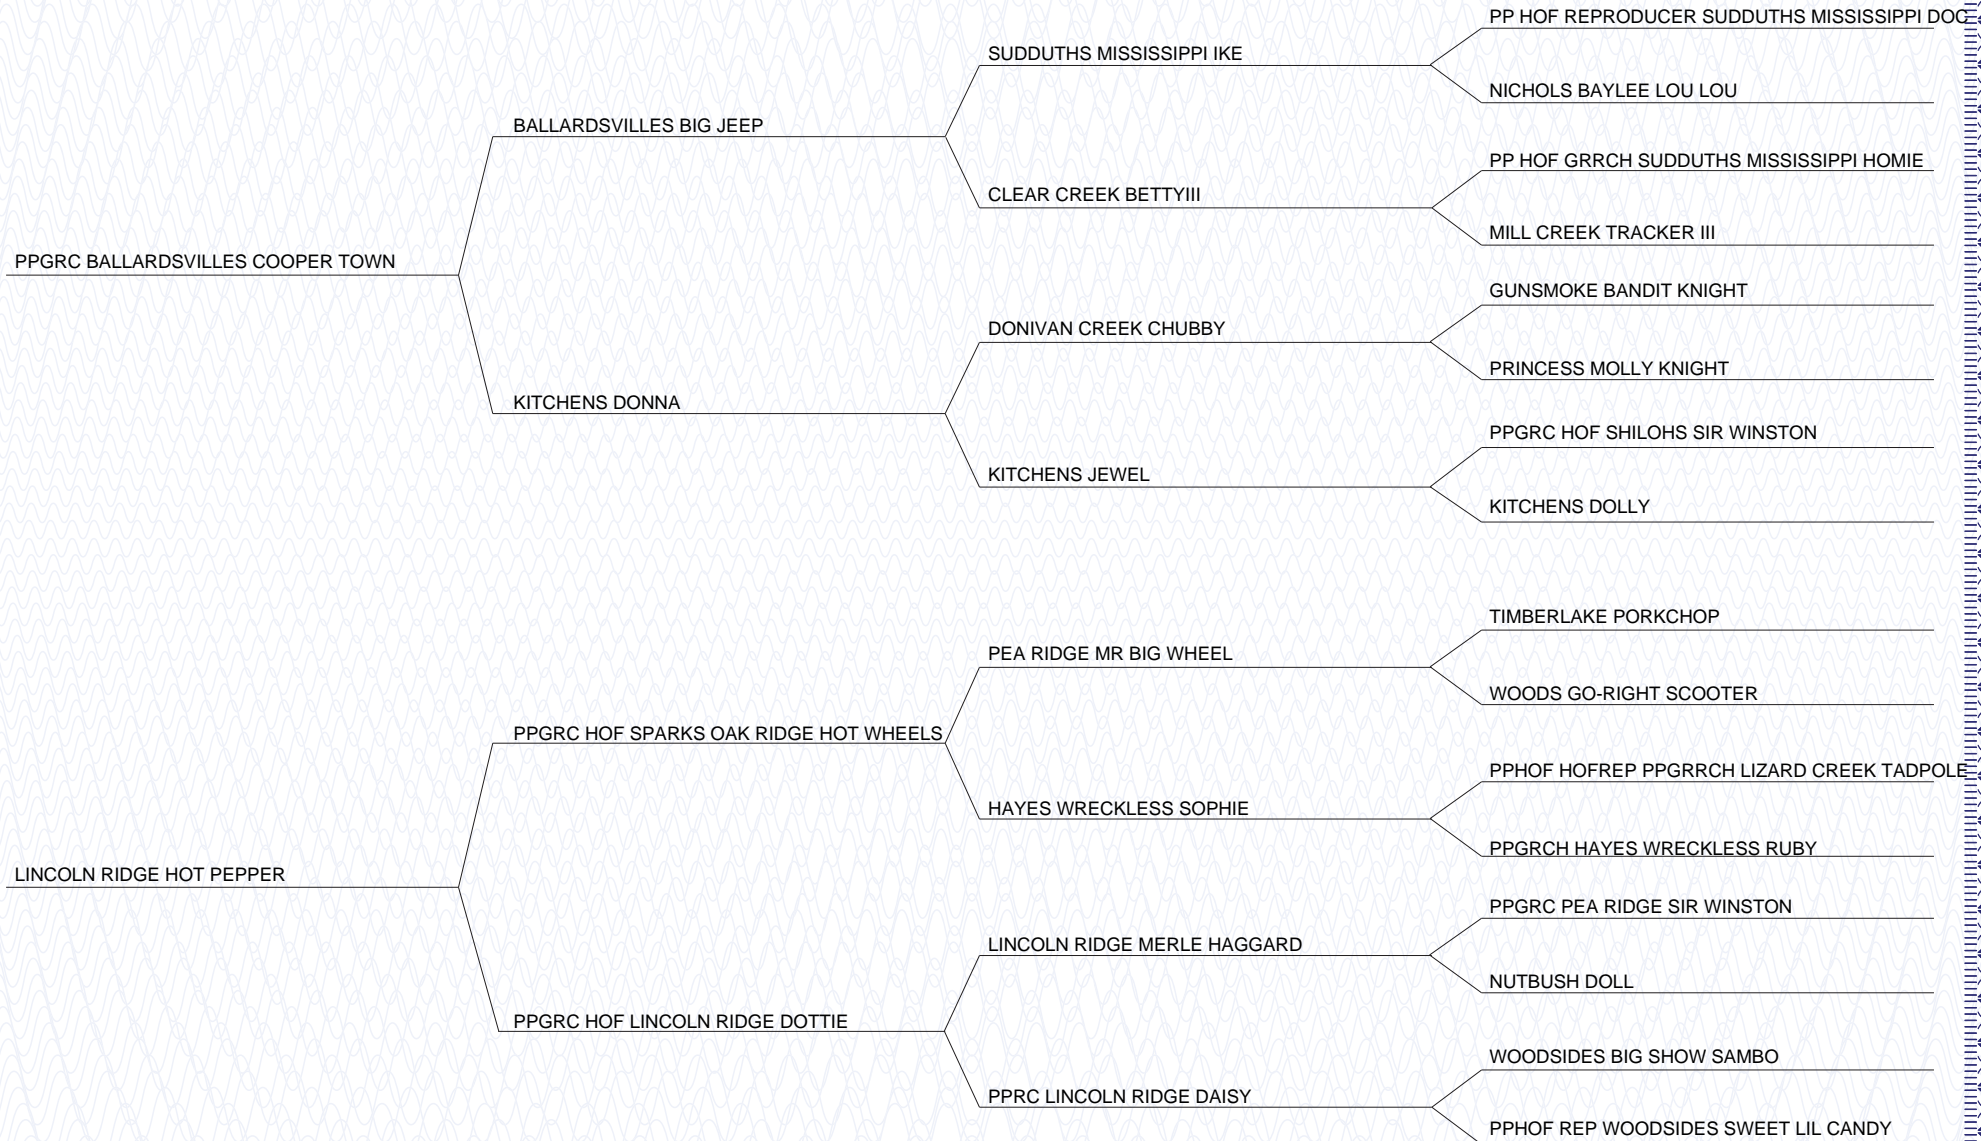 PP HOF REPRODUCER SUDDUTHS MISSISSIPPI DOC
SUDDUTHS MISSISSIPPI IKE
NICHOLS BAYLEE LOU LOU
BALLARDSVILLES BIG JEEP
PP HOF GRRCH SUDDUTHS MISSISSIPPI HOMIE
CLEAR CREEK BETTYIII
MILL CREEK TRACKER III
PPGRC BALLARDSVILLES COOPER TOWN
GUNSMOKE BANDIT KNIGHT
DONIVAN CREEK CHUBBY
PRINCESS MOLLY KNIGHT
KITCHENS DONNA
PPGRC HOF SHILOHS SIR WINSTON
KITCHENS JEWEL
KITCHENS DOLLY
TIMBERLAKE PORKCHOP
PEA RIDGE MR BIG WHEEL
WOODS GO-RIGHT SCOOTER
PPGRC HOF SPARKS OAK RIDGE HOT WHEELS
PPHOF HOFREP PPGRRCH LIZARD CREEK TADPOLE
HAYES WRECKLESS SOPHIE
PPGRCH HAYES WRECKLESS RUBY
LINCOLN RIDGE HOT PEPPER
PPGRC PEA RIDGE SIR WINSTON
LINCOLN RIDGE MERLE HAGGARD
NUTBUSH DOLL
PPGRC HOF LINCOLN RIDGE DOTTIE
WOODSIDES BIG SHOW SAMBO
PPRC LINCOLN RIDGE DAISY
PPHOF REP WOODSIDES SWEET LIL CANDY